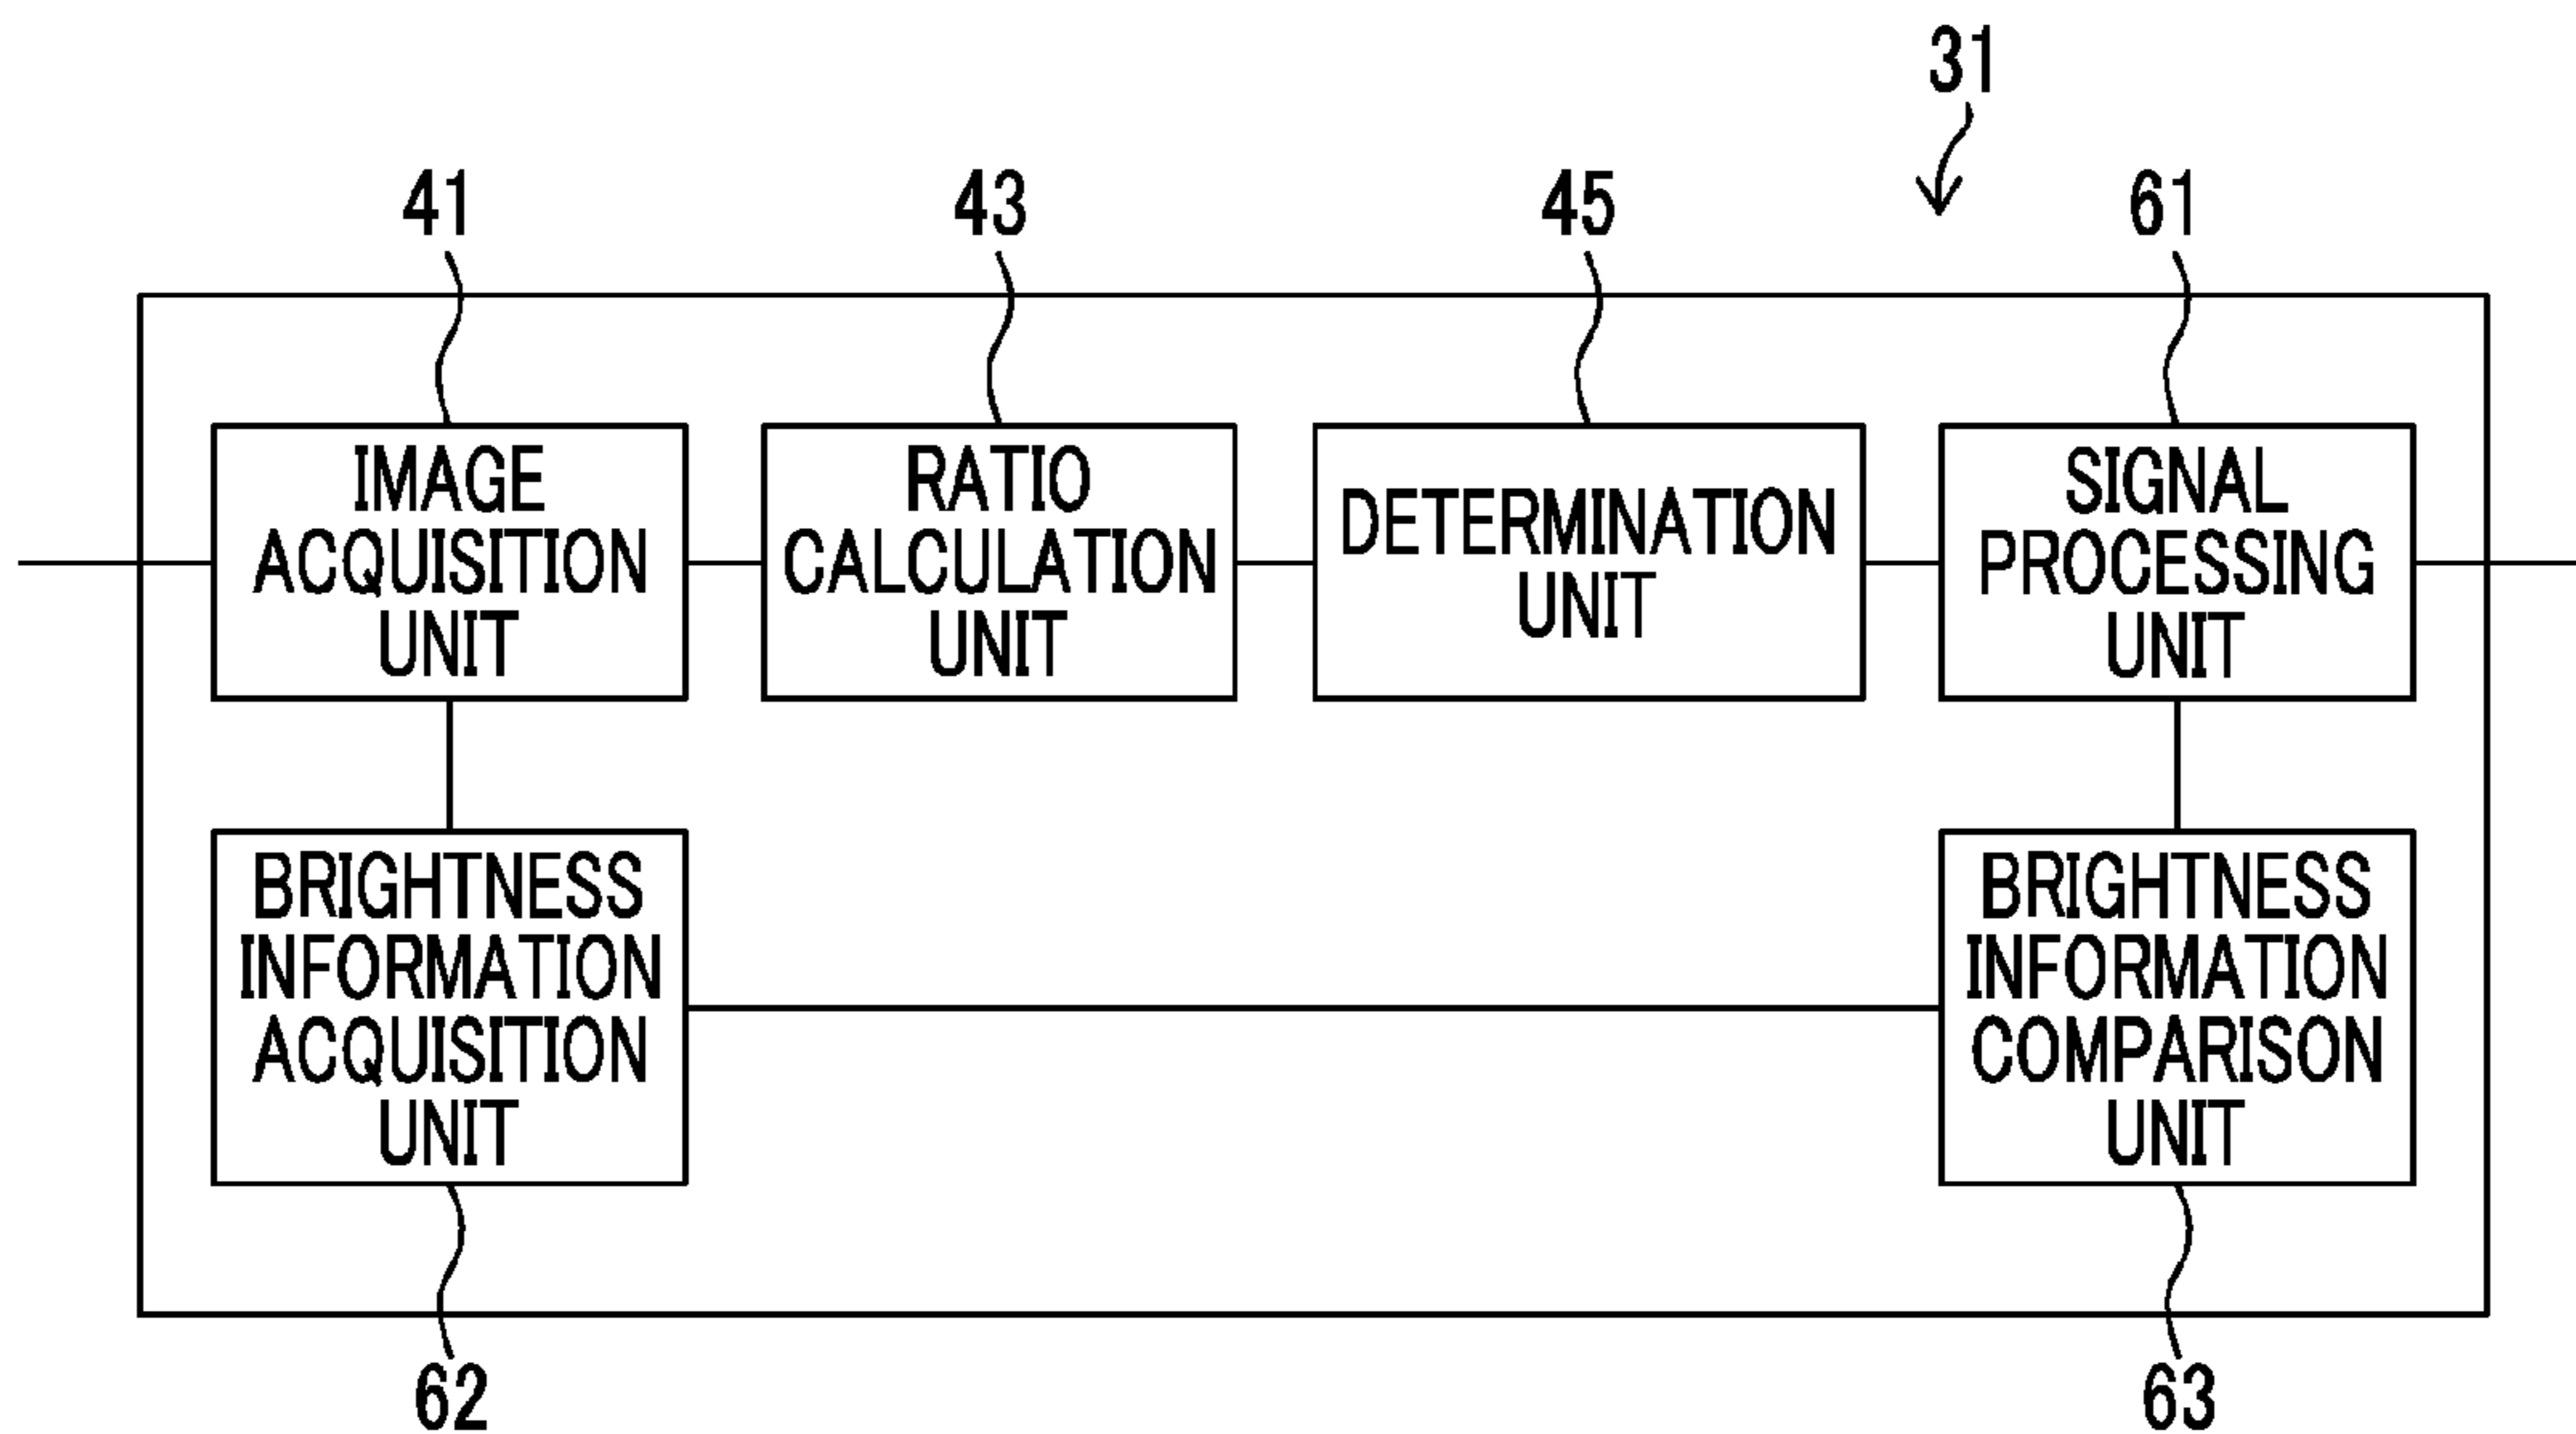 31
41
43
45
61
IMAGE
ACQUISITION
UNIT
RATIO
CALCULATION
UNIT
DETERMINATION
UNIT
SIGNAL
PROCESSING
UNIT
BRIGHTNESS
INFORMATION
ACQUISITION
UNIT
BRIGHTNESS
INFORMATION
COMPARISON
UNIT
62
63